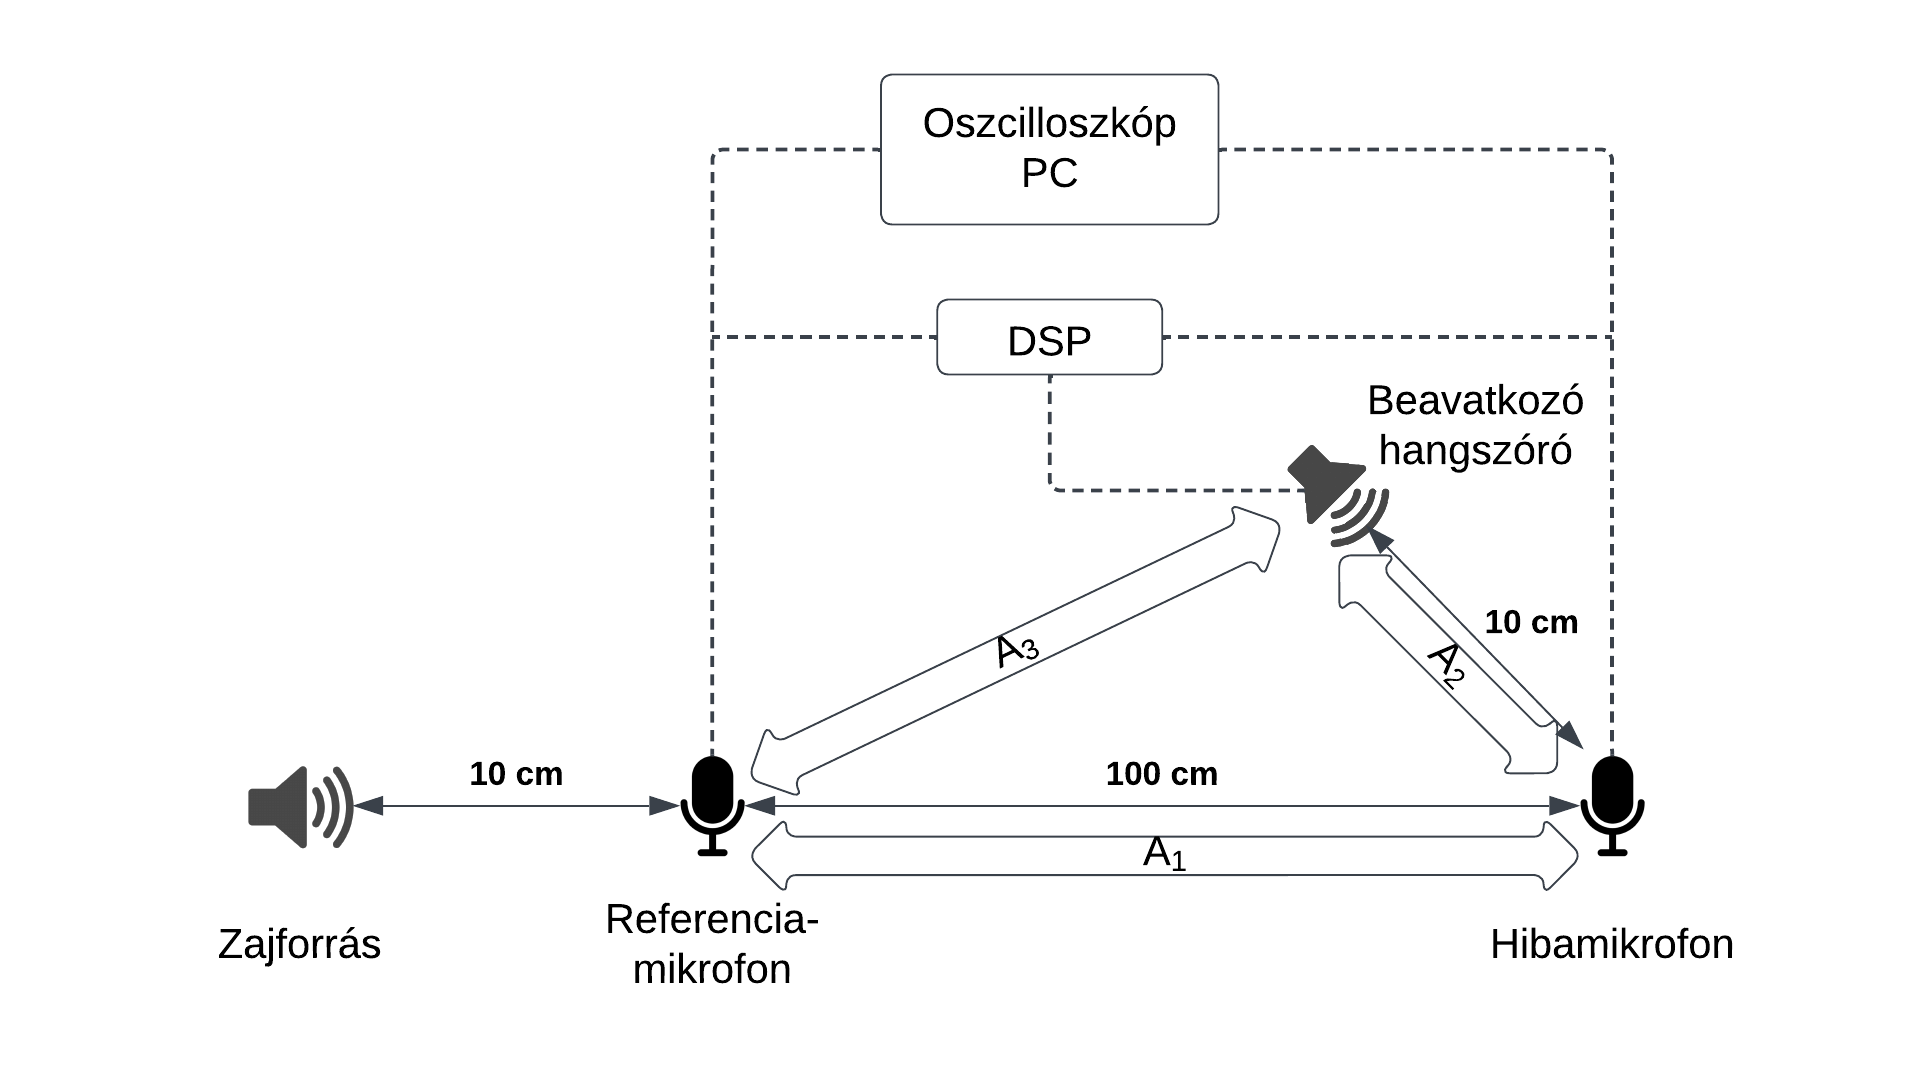 Oszcilloszkóp
PC
DSP
Beavatkozó
hangszóró
10 cm
A3
A2
10 cm
100 cm
A1
Referencia-
mikrofon
Zajforrás
Hibamikrofon